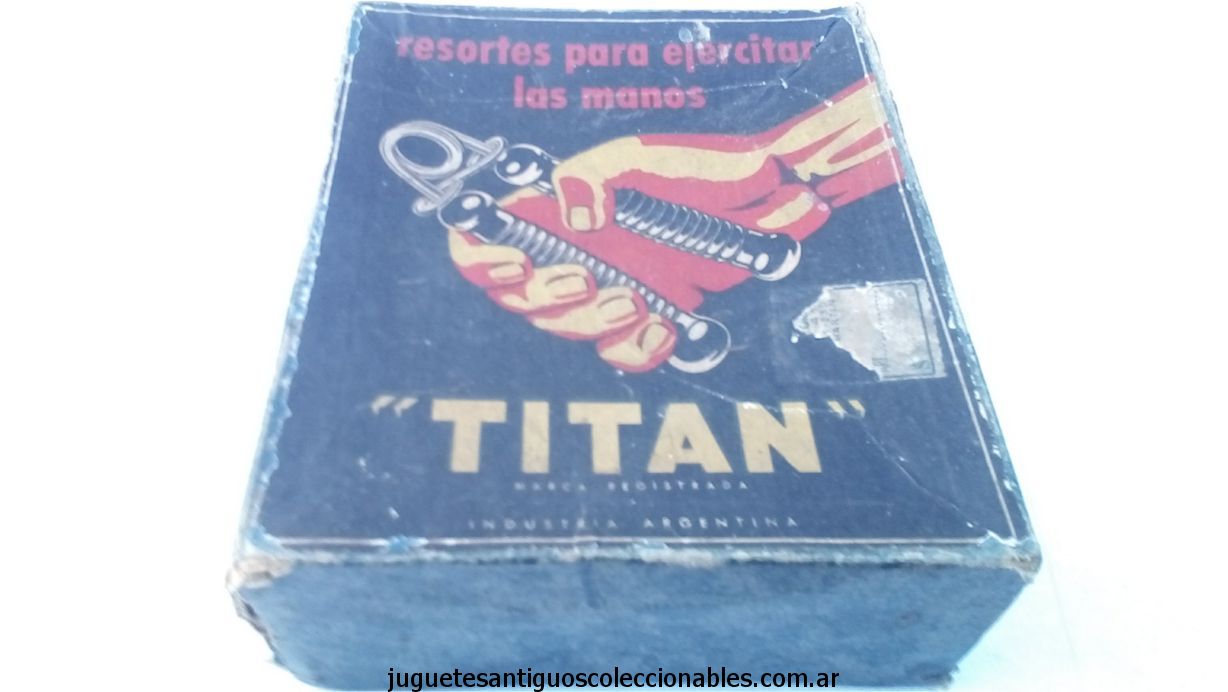 resortes para ejercitar
las manos
"TITAN"
MARCA REGISTRADA
INDUSTRIA ARGENTINA
juguetesantiguoscoleccionables.com.ar